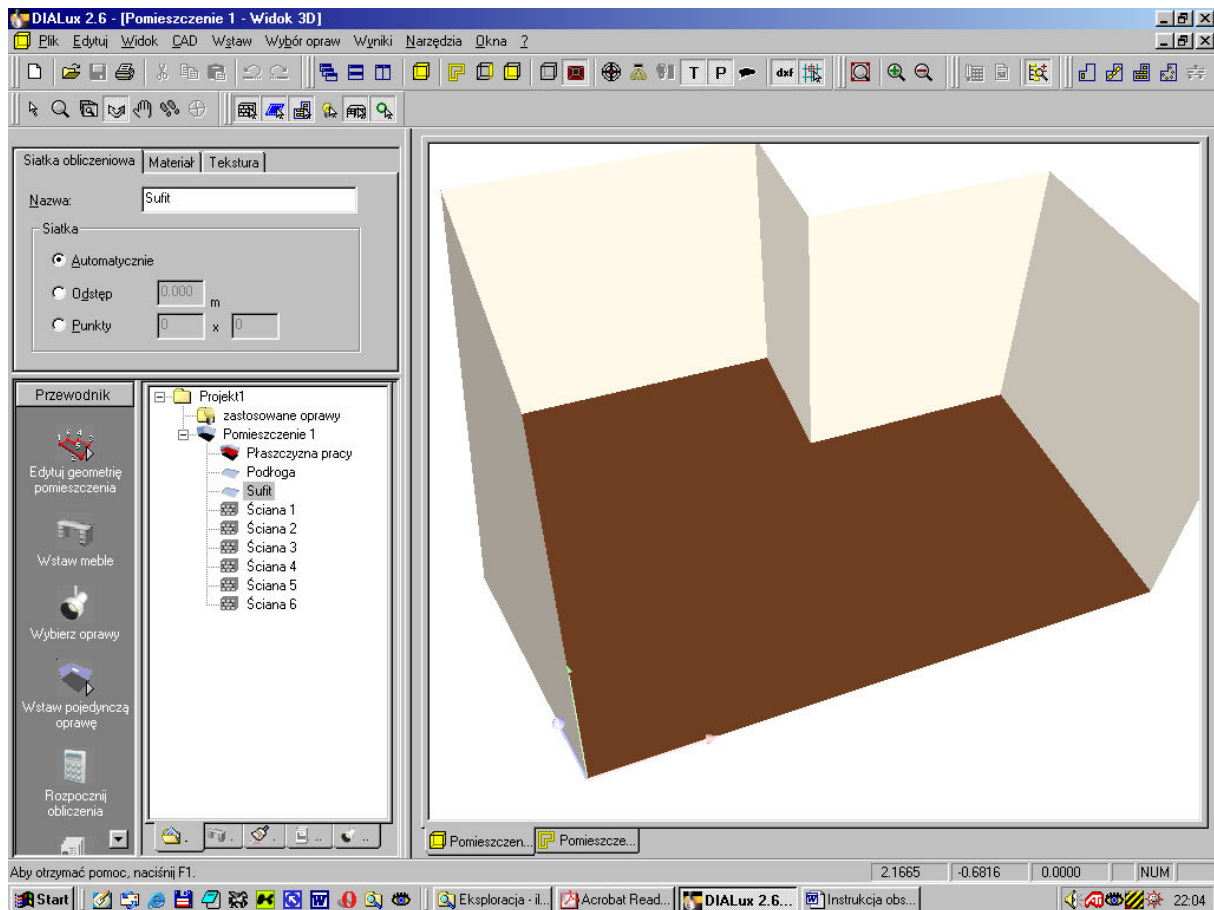 DIALux 2.6 - [Pomieszczenie 1 - Widok 3D]
Plik Edytuj Widok CAD Wstaw Wybór opraw Wyniki Narzędzia Okna ?
T P dxf
Siatka obliczeniowa Materiał Tekstura
Nazwa: Sufit
Siatka
Automatycznie
Odstęp 0.000 m
Punkty 0 x 0
Przewodnik
Edytuj geometrię
pomieszczenia
Wstaw meble
Wybierz oprawy
Wstaw pojedynczą
oprawę
Rozpocznij
obliczenia
Projekt1
zastosowane oprawy
Pomieszczenie 1
Płaszczyzna pracy
Podłoga
Sufit
Ściana 1
Ściana 2
Ściana 3
Ściana 4
Ściana 5
Ściana 6
Pomieszczen... Pomieszcze...
Aby otrzymać pomoc, naciśnij F1. 2.1665 -0.6816 0.0000 NUM
Start Eksploracja - il... Acrobat Read... DIALux 2.6... Instrukcja obs... 22:04